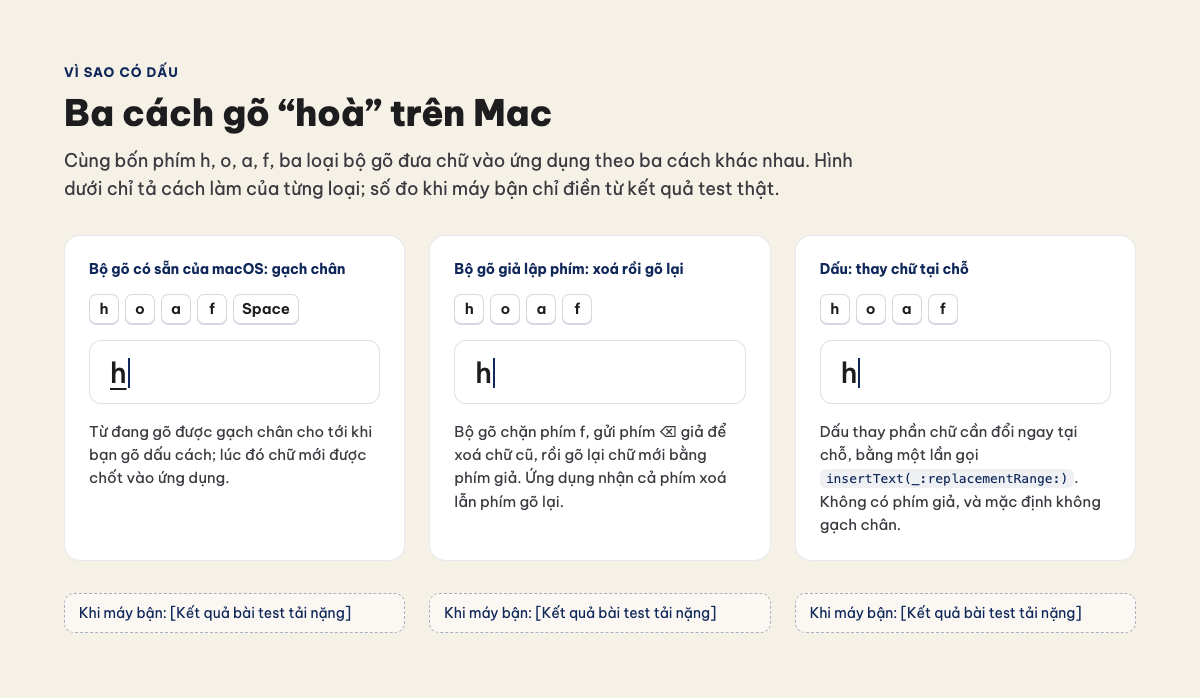 VÌ SAO CÓ DẤU
Ba cách gõ “hoà” trên Mac
Cùng bốn phím h, o, a, f, ba loại bộ gõ đưa chữ vào ứng dụng theo ba cách khác nhau. Hình
dưới chỉ tả cách làm của từng loại; số đo khi máy bận chỉ điền từ kết quả test thật.
Bộ gõ có sẵn của macOS: gạch chân
h o a f Space
h
Từ đang gõ được gạch chân cho tới khi
bạn gõ dấu cách; lúc đó chữ mới được
chốt vào ứng dụng.
Khi máy bận: [Kết quả bài test tải nặng]
Bộ gõ giả lập phím: xoá rồi gõ lại
h o a f
h
Bộ gõ chặn phím f, gửi phím ⌫ giả để
xoá chữ cũ, rồi gõ lại chữ mới bằng
phím giả. Ứng dụng nhận cả phím xoá
lẫn phím gõ lại.
Khi máy bận: [Kết quả bài test tải nặng]
Dấu: thay chữ tại chỗ
h o a f
h
Dấu thay phần chữ cần đổi ngay tại
chỗ, bằng một lần gọi
insertText(_:replacementRange:).
Không có phím giả, và mặc định không
gạch chân.
Khi máy bận: [Kết quả bài test tải nặng]